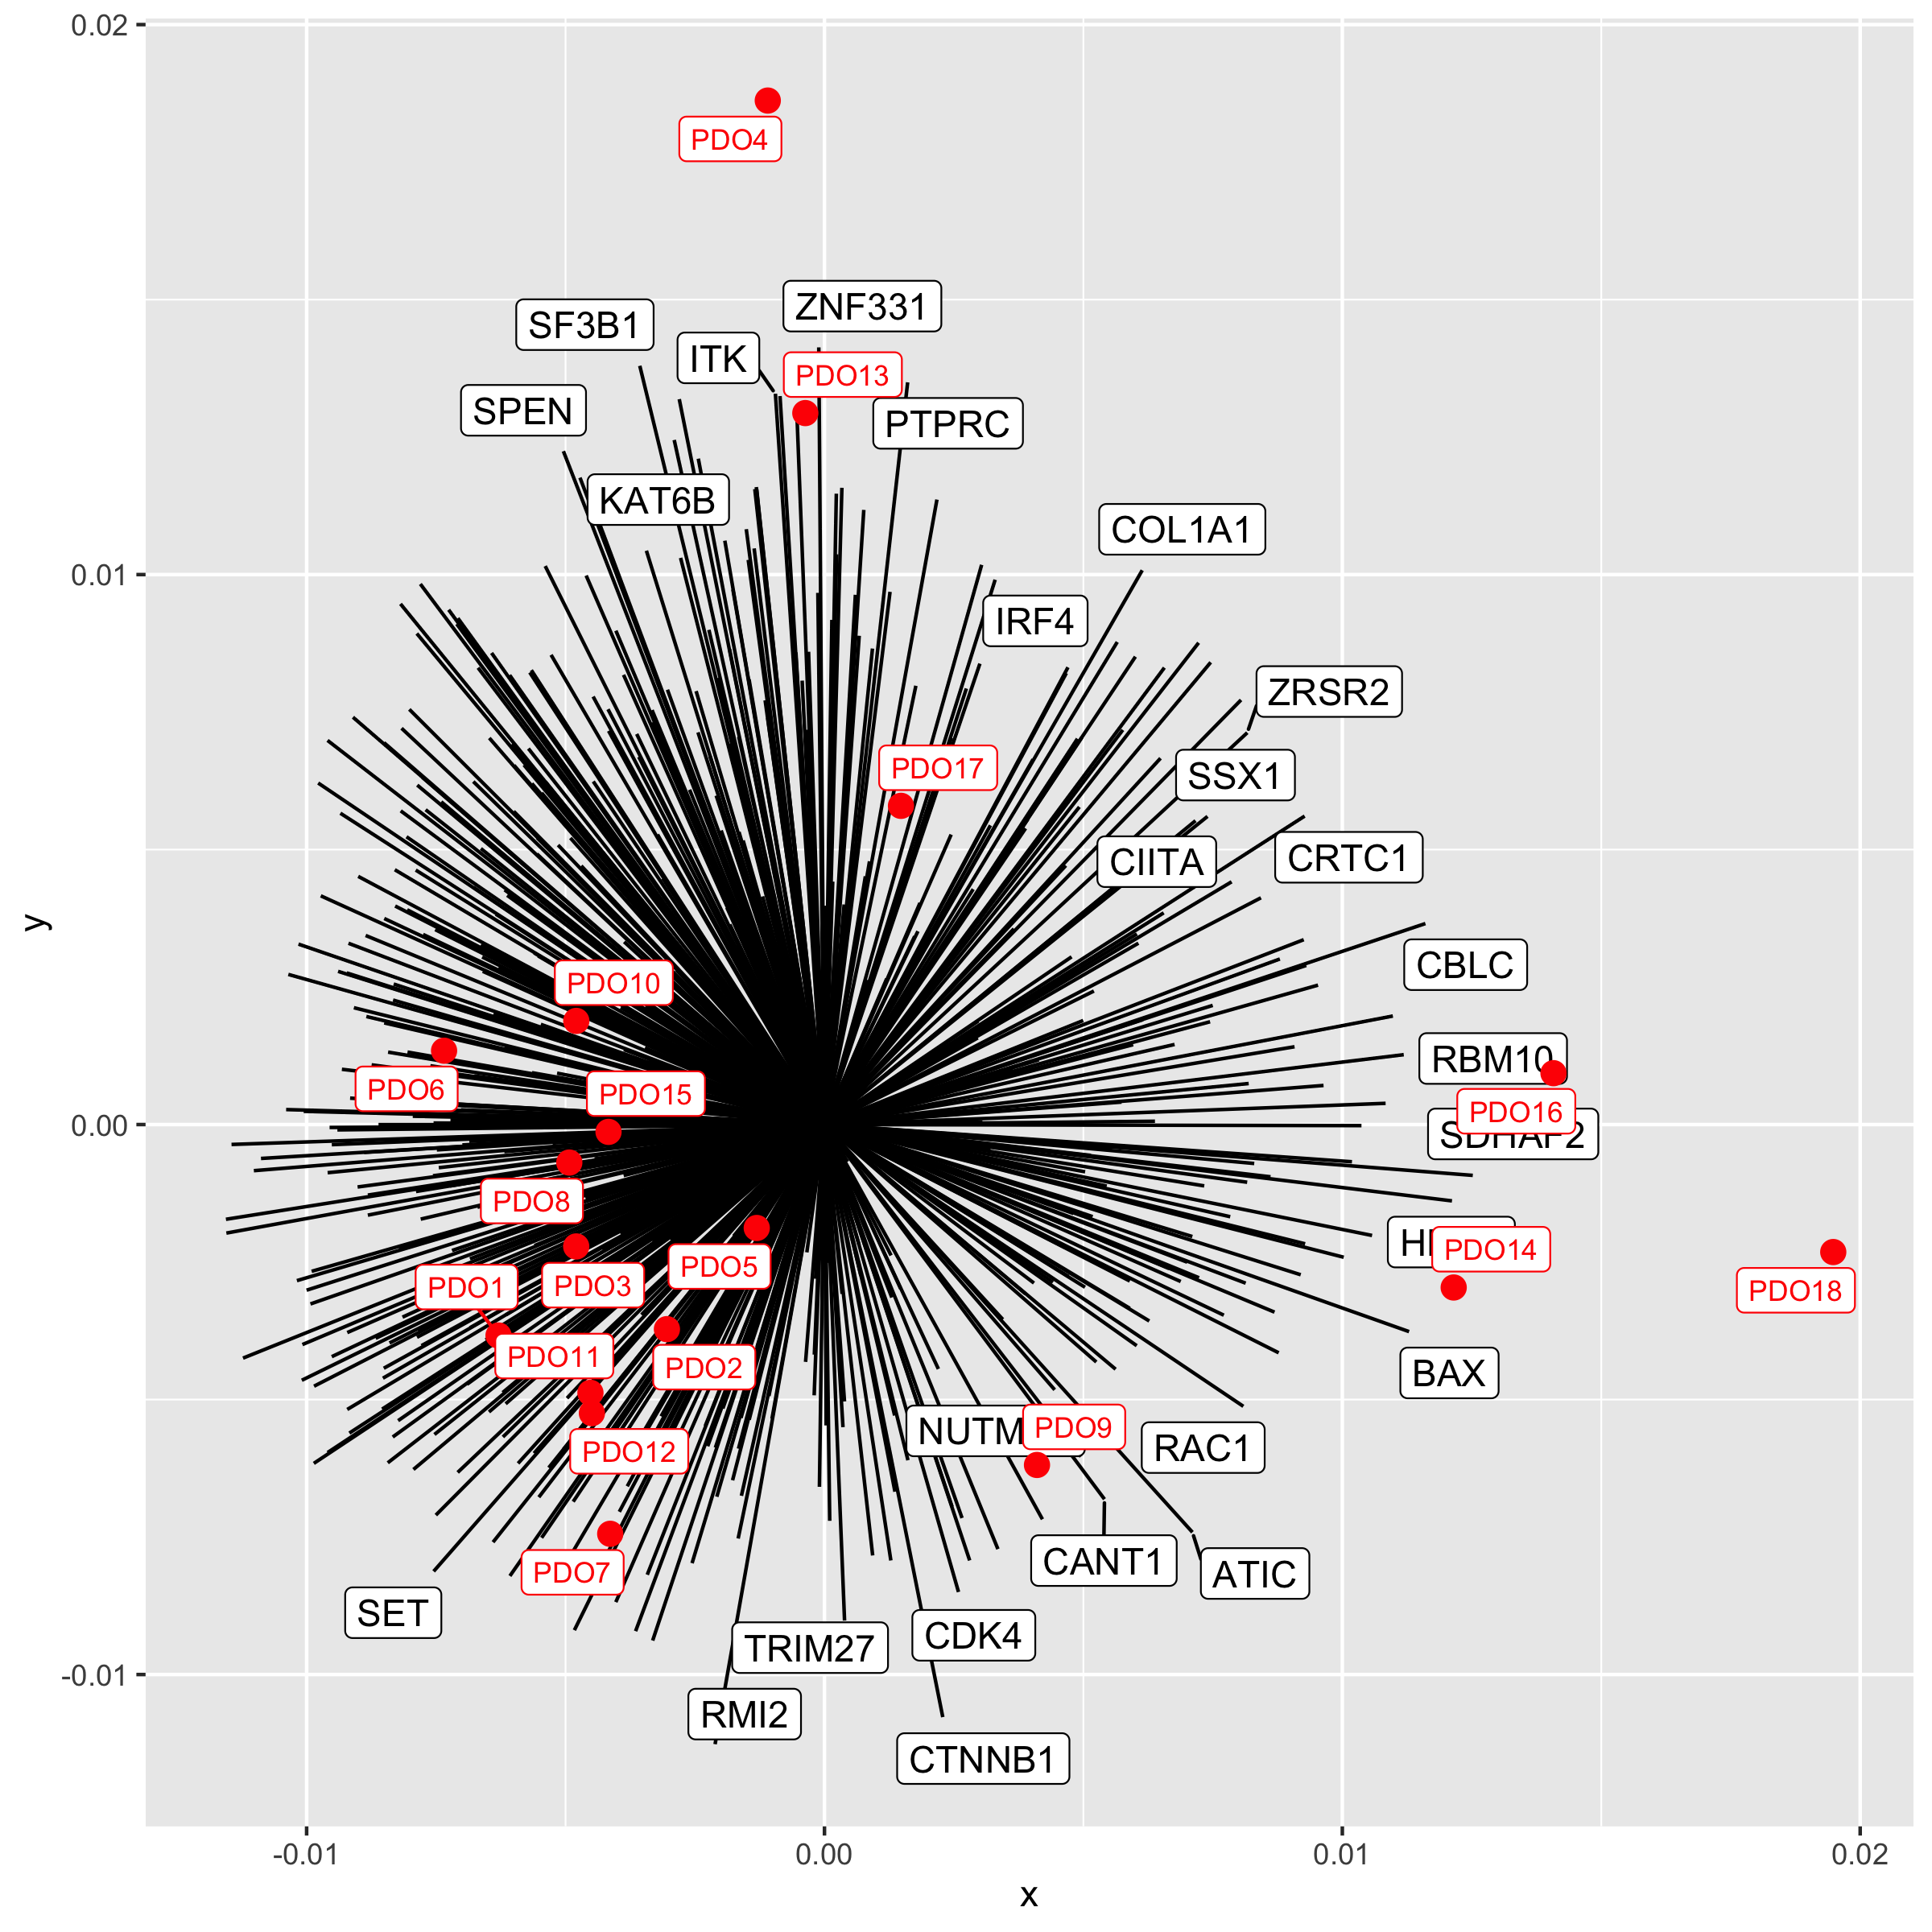 0.02
PDO4
ZNF331
SF3B1
ITK
PDO13
SPEN
PTPRC
KAT6B
COL1A1
0.01
IRF4
ZRSR2
PDO17
SSX1
CIITA
CRTC1
y
CBLC
PDO10
RBM10
PDO6
PDO15
PDO16
0.00
SDHAF2
PDO8
PDO14
PDO5
PDO1
PDO3
PDO18
PDO11
PDO2
BAX
PDO9
PDO12
RAC1
CANT1
PDO7
ATIC
SET
CDK4
TRIM27
-0.01
RMI2
CTNNB1
-0.01
0.00
0.01
0.02
x